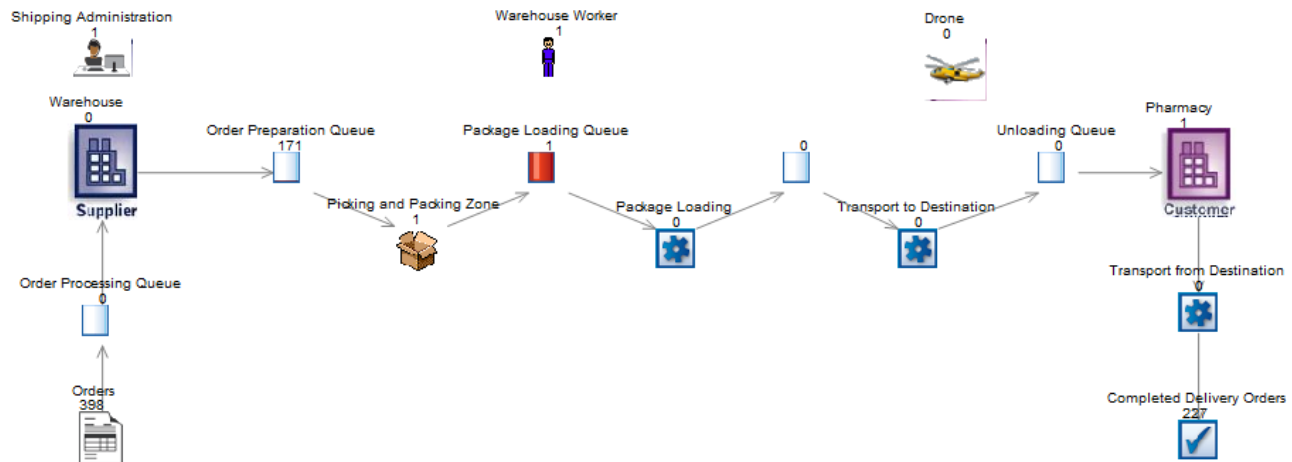 Shipping Administration
1
Warehouse Worker
1
Drone
0
Warehouse
0
Supplier
Order Preparation Queue
171
Package Loading Queue
1
0
Unloading Queue
0
Pharmacy
1
Customer
Picking and Packing Zone
1
Package Loading
0
Transport to Destination
0
Order Processing Queue
0
Transport from Destination
0
Orders
398
Completed Delivery Orders
227